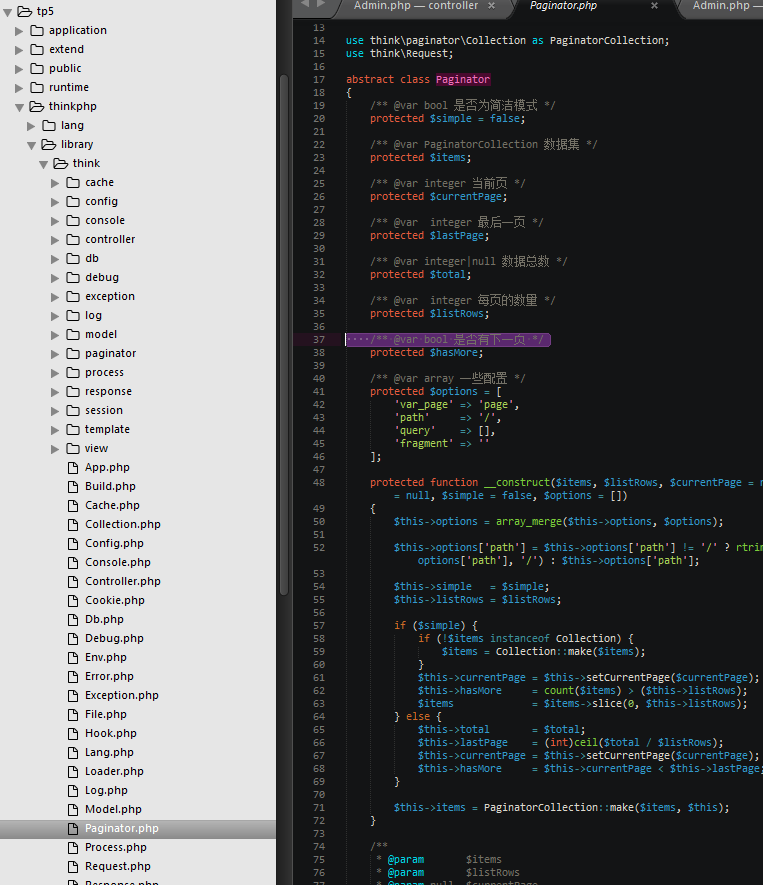 tp5
application
extend
public
runtime
thinkphp
lang
library
think
cache
config
console
controller
db
debug
exception
log
model
paginator
process
response
session
template
view
App.php
Build.php
Cache.php
Collection.php
Config.php
Console.php
Controller.php
Cookie.php
Db.php
Debug.php
Env.php
Error.php
Exception.php
File.php
Hook.php
Lang.php
Loader.php
Log.php
Model.php
Paginator.php
Process.php
Request.php
Response.php
Admin.php — controller ×
Paginator.php ×
Admin.php — m
13
14 use think\paginator\Collection as PaginatorCollection;
15 use think\Request;
16
17 abstract class Paginator
18 {
19 /** @var bool 是否为简洁模式 */
20 protected $simple = false;
21
22 /** @var PaginatorCollection 数据集 */
23 protected $items;
24
25 /** @var integer 当前页 */
26 protected $currentPage;
27
28 /** @var  integer 最后一页 */
29 protected $lastPage;
30
31 /** @var integer|null 数据总数 */
32 protected $total;
33
34 /** @var  integer 每页的数量 */
35 protected $listRows;
36
37 /** @var bool 是否有下一页 */
38 protected $hasMore;
39
40 /** @var array 一些配置 */
41 protected $options = [
42 'var_page' => 'page',
43 'path'     => '/',
44 'query'    => [],
45 'fragment' => ''
46 ];
47
48 protected function __construct($items, $listRows, $currentPage = n
= null, $simple = false, $options = [])
49 {
50 $this->options = array_merge($this->options, $options);
51
52 $this->options['path'] = $this->options['path'] != '/' ? rtrim
options['path'], '/') : $this->options['path'];
53
54 $this->simple   = $simple;
55 $this->listRows = $listRows;
56
57 if ($simple) {
58 if (!$items instanceof Collection) {
59 $items = Collection::make($items);
60 }
61 $this->currentPage = $this->setCurrentPage($currentPage);
62 $this->hasMore     = count($items) > ($this->listRows);
63 $items             = $items->slice(0, $this->listRows);
64 } else {
65 $this->total       = $total;
66 $this->lastPage    = (int)ceil($total / $listRows);
67 $this->currentPage = $this->setCurrentPage($currentPage);
68 $this->hasMore     = $this->currentPage < $this->lastPage;
69 }
70
71 $this->items = PaginatorCollection::make($items, $this);
72 }
73
74 /**
75 * @param       $items
76 * @param       $listRows
77 * @param null  $currentPage